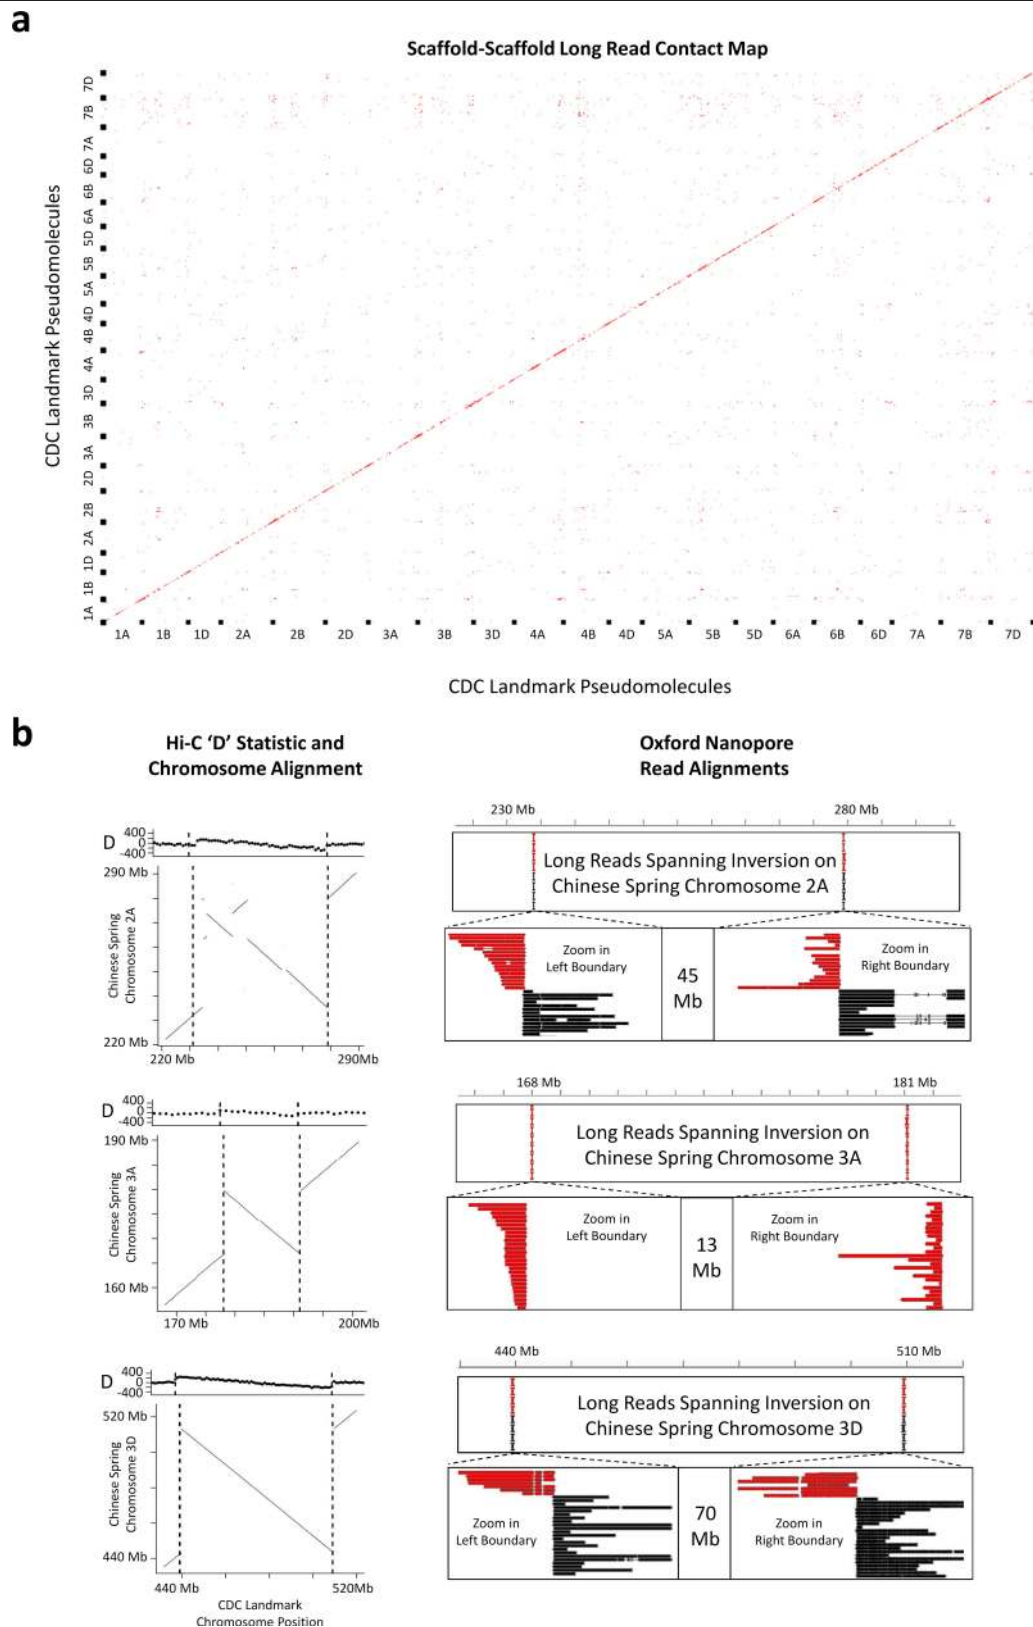 a
Scaffold-Scaffold Long Read Contact Map
CDC Landmark Pseudomolecules
7D
7B
7A
6D
6B
6A
5D
5B
5A
4D
4B
4A
3D
3B
3A
2D
2B
2A
1D
1B
1A
1A 1B 1D 2A 2B 2D 3A 3B 3D 4A 4B 4D 5A 5B 5D 6A 6B 6D 7A 7B 7D
CDC Landmark Pseudomolecules
b
Hi-C ‘D’ Statistic and
Chromosome Alignment
Oxford Nanopore
Read Alignments
D
400
0
-400
290 Mb
Chinese Spring
Chromosome 2A
220 Mb
220 Mb 290Mb
230 Mb 280 Mb
Long Reads Spanning Inversion on
Chinese Spring Chromosome 2A
Zoom in
Left Boundary
45
Mb
Zoom in
Right Boundary
D
400
0
-400
190 Mb
Chinese Spring
Chromosome 3A
160 Mb
170 Mb 200Mb
168 Mb 181 Mb
Long Reads Spanning Inversion on
Chinese Spring Chromosome 3A
Zoom in
Left Boundary
13
Mb
Zoom in
Right Boundary
D
400
0
-400
520 Mb
Chinese Spring
Chromosome 3D
440 Mb
440 Mb 520Mb
CDC Landmark
Chromosome Position
440 Mb 510 Mb
Long Reads Spanning Inversion on
Chinese Spring Chromosome 3D
Zoom in
Left Boundary
70
Mb
Zoom in
Right Boundary